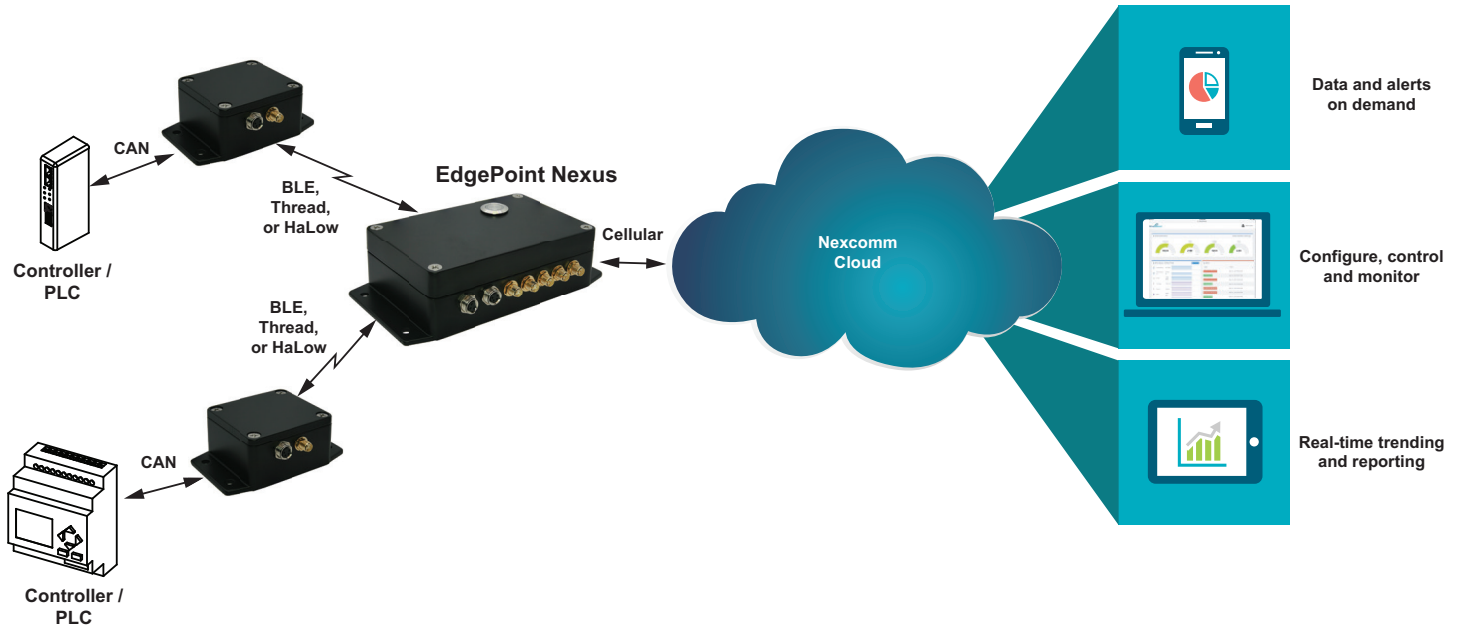 CAN
BLE,
Thread,
or HaLow
Controller /
PLC
EdgePoint Nexus
Cellular
BLE,
Thread,
or HaLow
CAN
Controller /
PLC
Nexcomm
Cloud
Data and alerts
on demand
Configure, control
and monitor
Real-time trending
and reporting